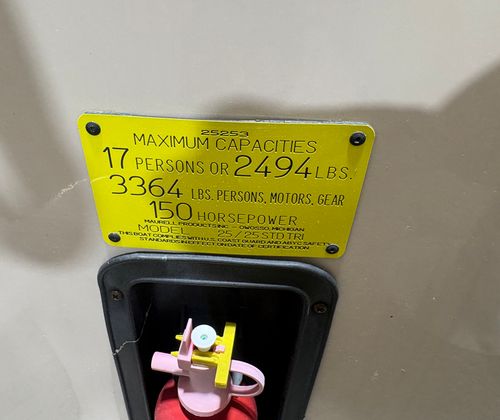 25253
MAXIMUM CAPACITIES
17 PERSONS OR 2494 LBS.
3364 LBS. PERSONS, MOTORS, GEAR
150 HORSEPOWER
MAURELL PRODUCTS INC. - OWOSSO, MICHIGAN
MODEL 25/25 STD TRI
THIS BOAT COMPLIES WITH U.S. COAST GUARD AND ABYC SAFETY
STANDARDS IN EFFECT ON DATE OF CERTIFICATION